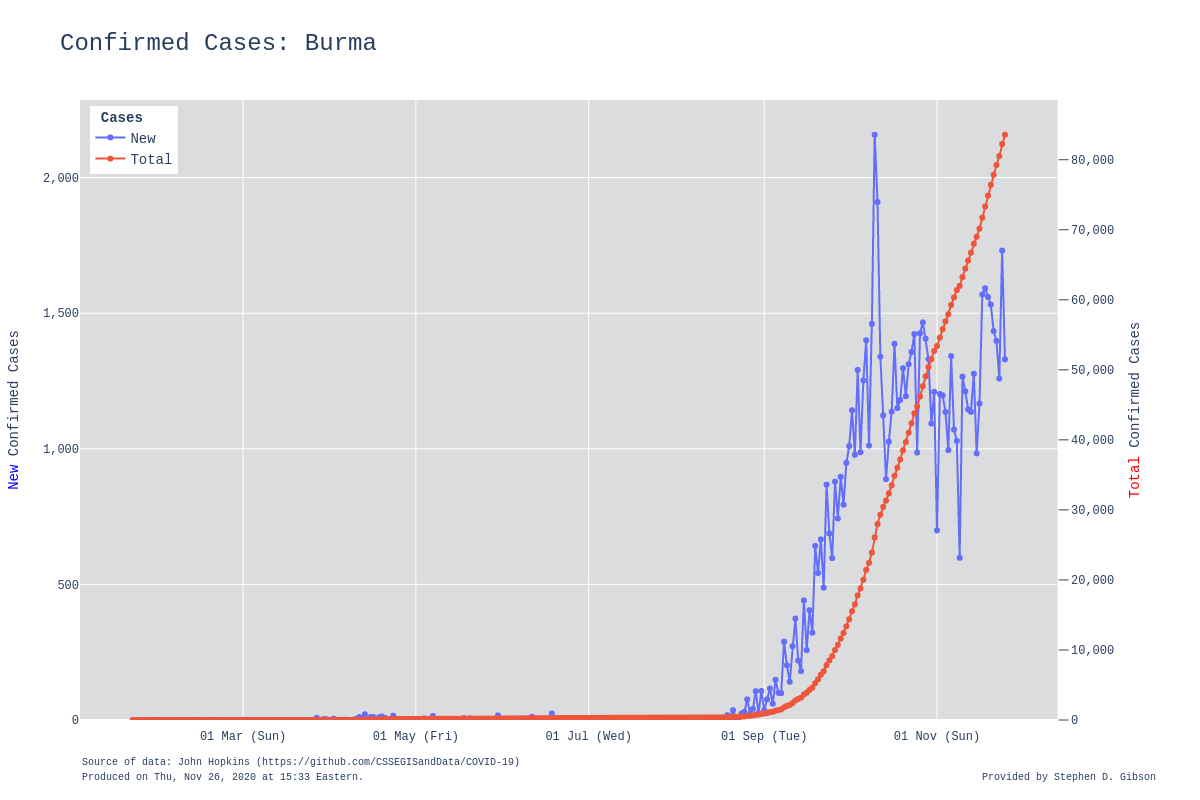 Confirmed Cases: Burma
Cases
New
Total
2,000
1,500
1,000
500
0
80,000
70,000
60,000
50,000
40,000
30,000
20,000
10,000
0
New Confirmed Cases
Total Confirmed Cases
01 Mar (Sun) 01 May (Fri) 01 Jul (Wed) 01 Sep (Tue) 01 Nov (Sun)
Source of data: John Hopkins (https://github.com/CSSEGISandData/COVID-19)
Produced on Thu, Nov 26, 2020 at 15:33 Eastern.
Provided by Stephen D. Gibson